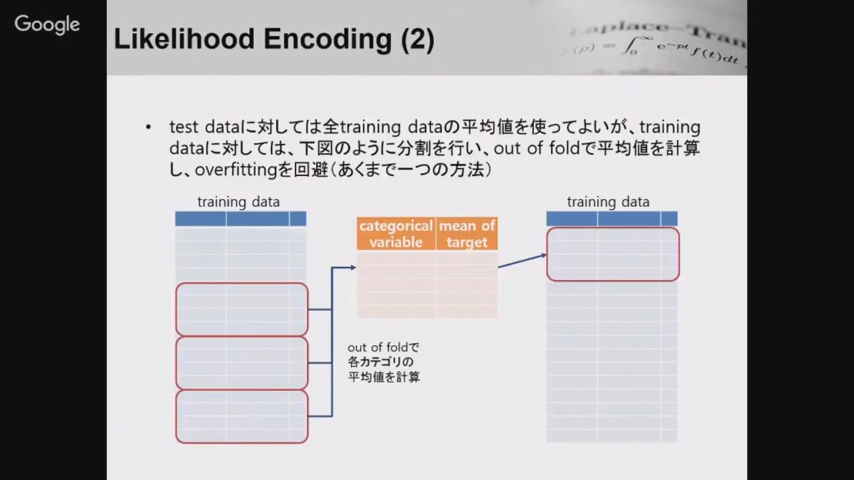 Google
Likelihood Encoding (2)
Laplace-Tran
(p) = ∫₀^∞ e^-pt f(t)dt
• test dataに対しては全training dataの平均値を使ってよいが、training
dataに対しては、下図のように分割を行い、out of foldで平均値を計算
し、overfittingを回避（あくまで一つの方法）
training data
categorical
variable
mean of
target
training data
out of foldで
各カテゴリの
平均値を計算